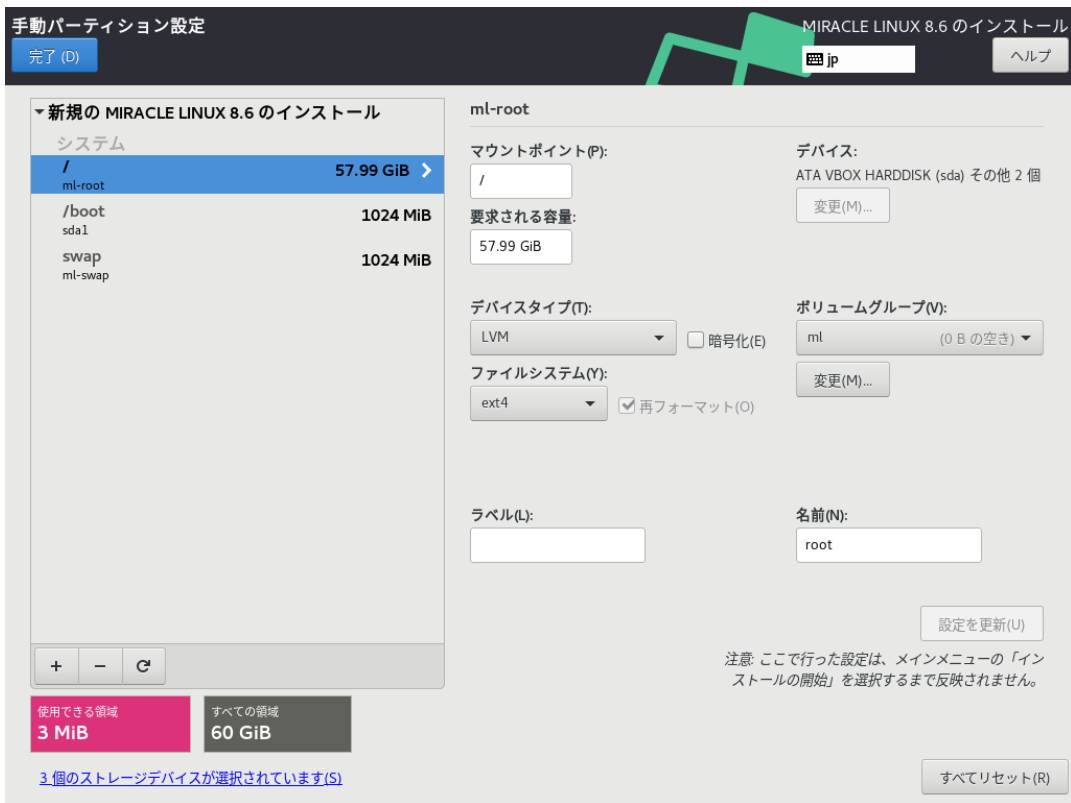 手動パーティション設定
MIRACLE LINUX 8.6 のインストール
完了 (D)
jp
ヘルプ
新規の MIRACLE LINUX 8.6 のインストール
システム
/
57.99 GiB
ml-root
/boot
1024 MiB
sda1
swap
1024 MiB
ml-swap
ml-root
マウントポイント(P):
/
要求される容量:
57.99 GiB
デバイス:
ATA VBOX HARDDISK (sda) その他 2 個
変更(M)...
デバイスタイプ(T):
LVM
暗号化(E)
ボリュームグループ(V):
ml (0 B の空き)
変更(M)...
ファイルシステム(Y):
ext4
再フォーマット(O)
ラベル(L):
名前(N):
root
設定を更新(U)
注意: ここで行った設定は、メインメニューの「イン
ストールの開始」を選択するまで反映されません。
+ −
使用できる領域
3 MiB
すべての領域
60 GiB
3 個のストレージデバイスが選択されています(S)
すべてリセット(R)